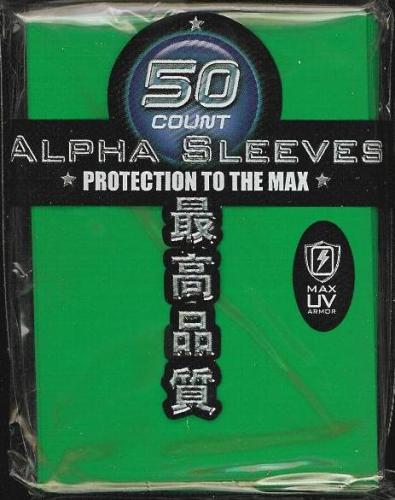 50
COUNT
ALPHA SLEEVES
PROTECTION TO THE MAX
最高品質
MAX
UV
ARMOR